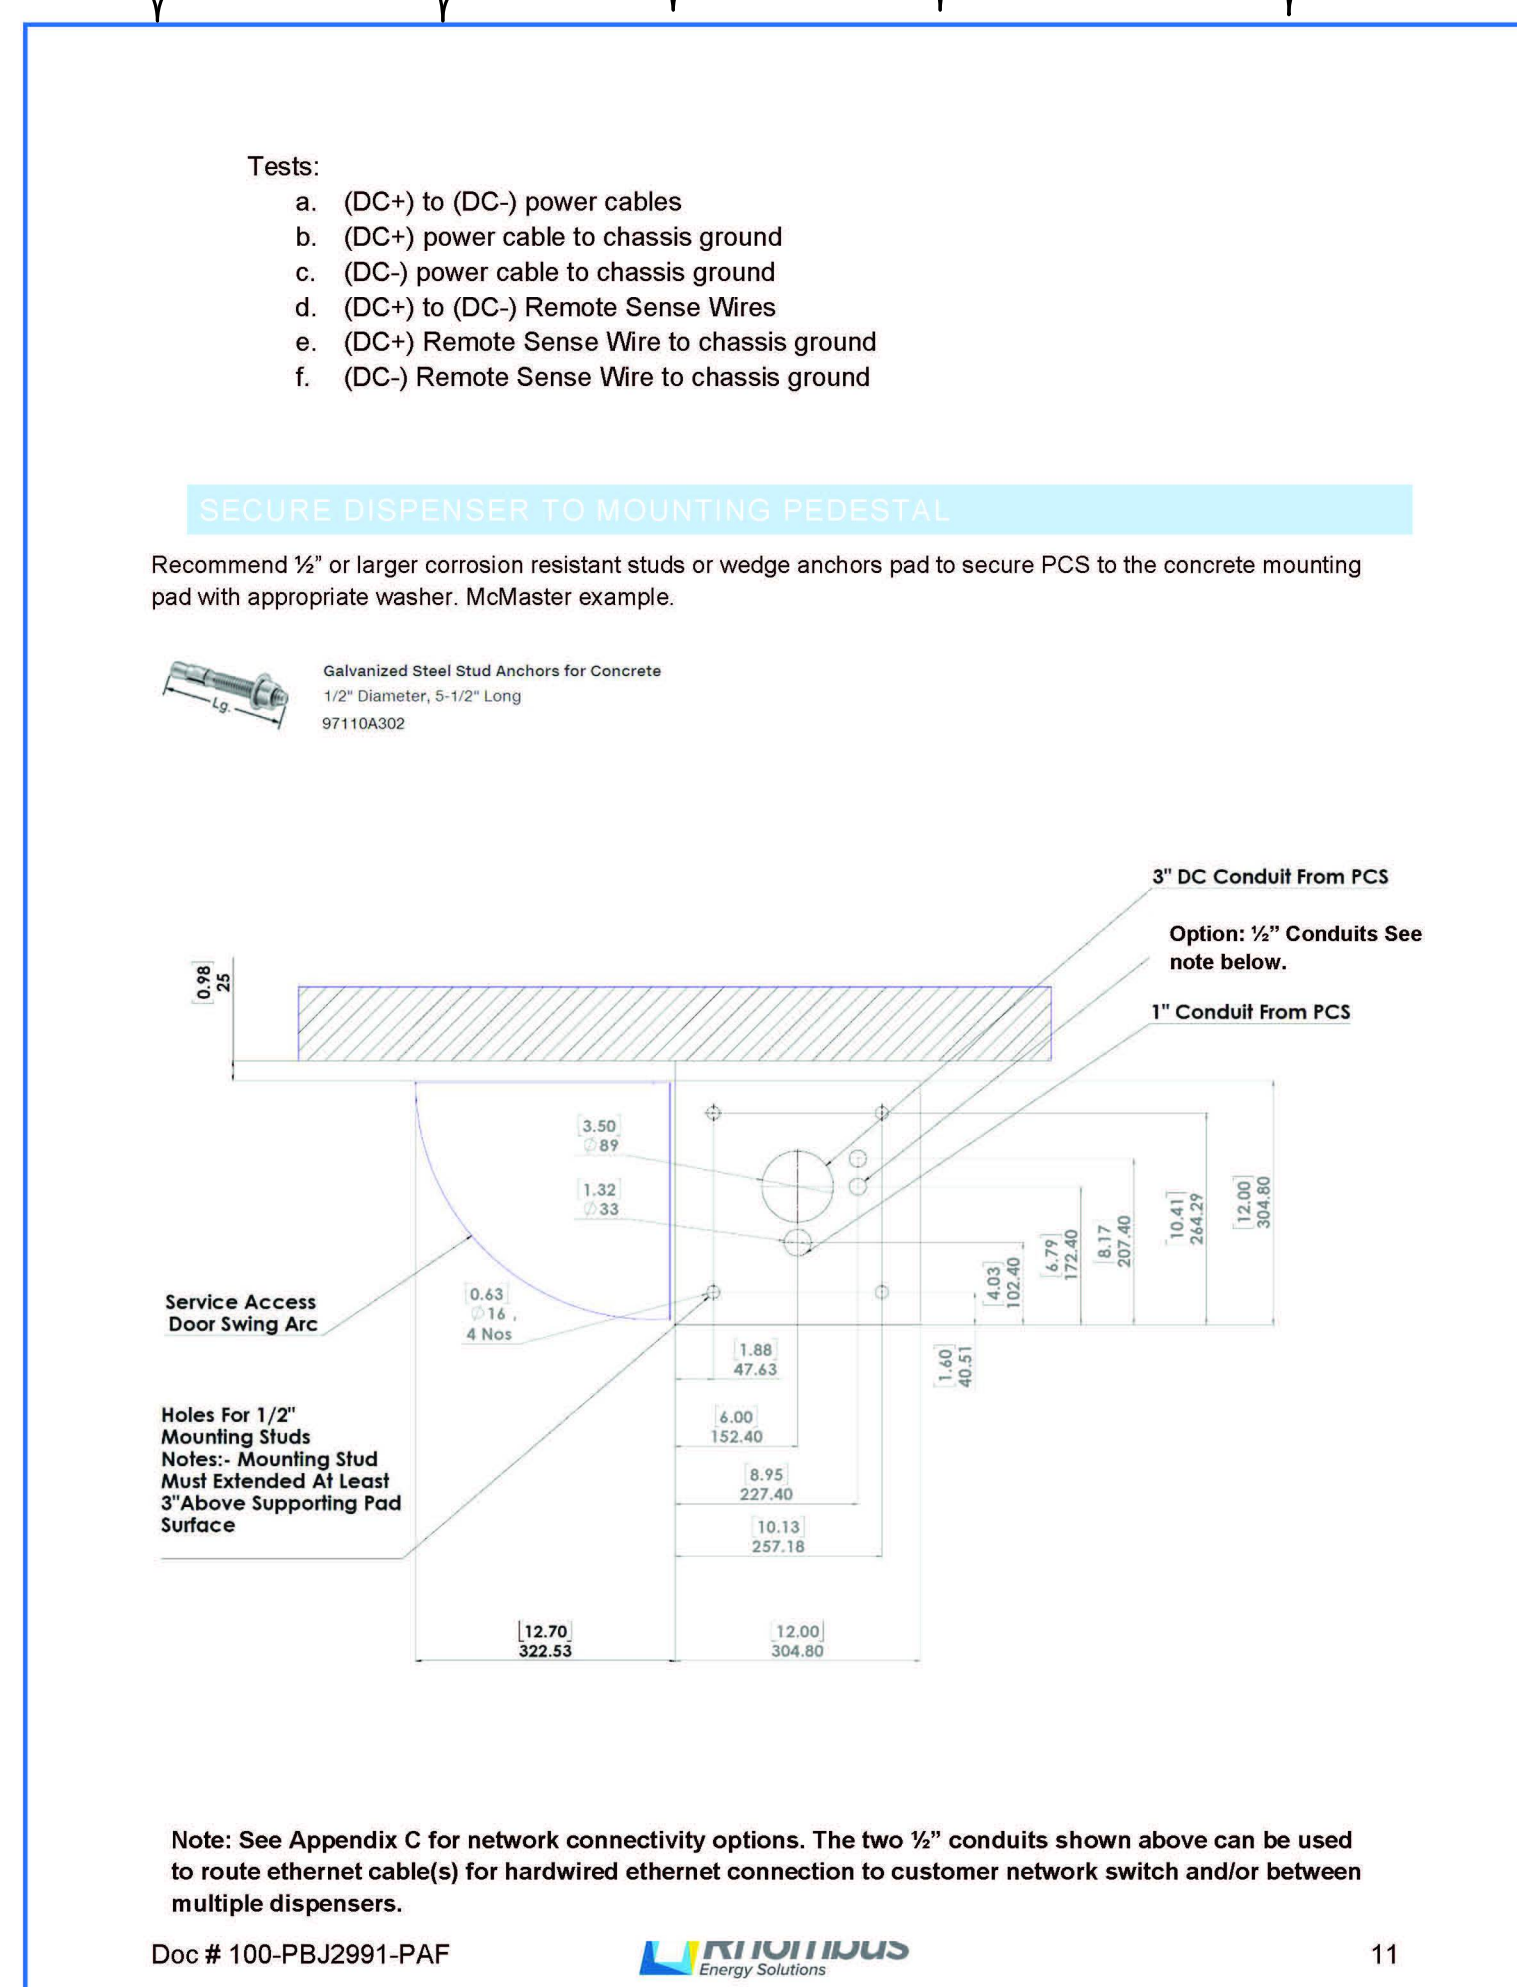 Tests:
a. (DC+) to (DC-) power cables
b. (DC+) power cable to chassis ground
c. (DC-) power cable to chassis ground
d. (DC+) to (DC-) Remote Sense Wires
e. (DC+) Remote Sense Wire to chassis ground
f. (DC-) Remote Sense Wire to chassis ground
SECURE DISPENSER TO MOUNTING PEDESTAL
Recommend ½” or larger corrosion resistant studs or wedge anchors pad to secure PCS to the concrete mounting
pad with appropriate washer. McMaster example.
Lg.
Galvanized Steel Stud Anchors for Concrete
1/2" Diameter, 5-1/2" Long
97110A302
3" DC Conduit From PCS
Option: ½” Conduits See
note below.
1" Conduit From PCS
[0.98]
25
[3.50]
∅89
[1.32]
∅33
[0.63]
∅16 ,
4 Nos
Service Access
Door Swing Arc
Holes For 1/2"
Mounting Studs
Notes:- Mounting Stud
Must Extended At Least
3"Above Supporting Pad
Surface
[1.88]
47.63
[6.00]
152.40
[8.95]
227.40
[10.13]
257.18
[1.60]
40.51
[4.03]
102.40
[6.79]
172.40
[8.17]
207.40
[10.41]
264.29
[12.00]
304.80
[12.70]
322.53
[12.00]
304.80
Note: See Appendix C for network connectivity options. The two ½” conduits shown above can be used
to route ethernet cable(s) for hardwired ethernet connection to customer network switch and/or between
multiple dispensers.
Doc # 100-PBJ2991-PAF
Rhombus
Energy Solutions
11